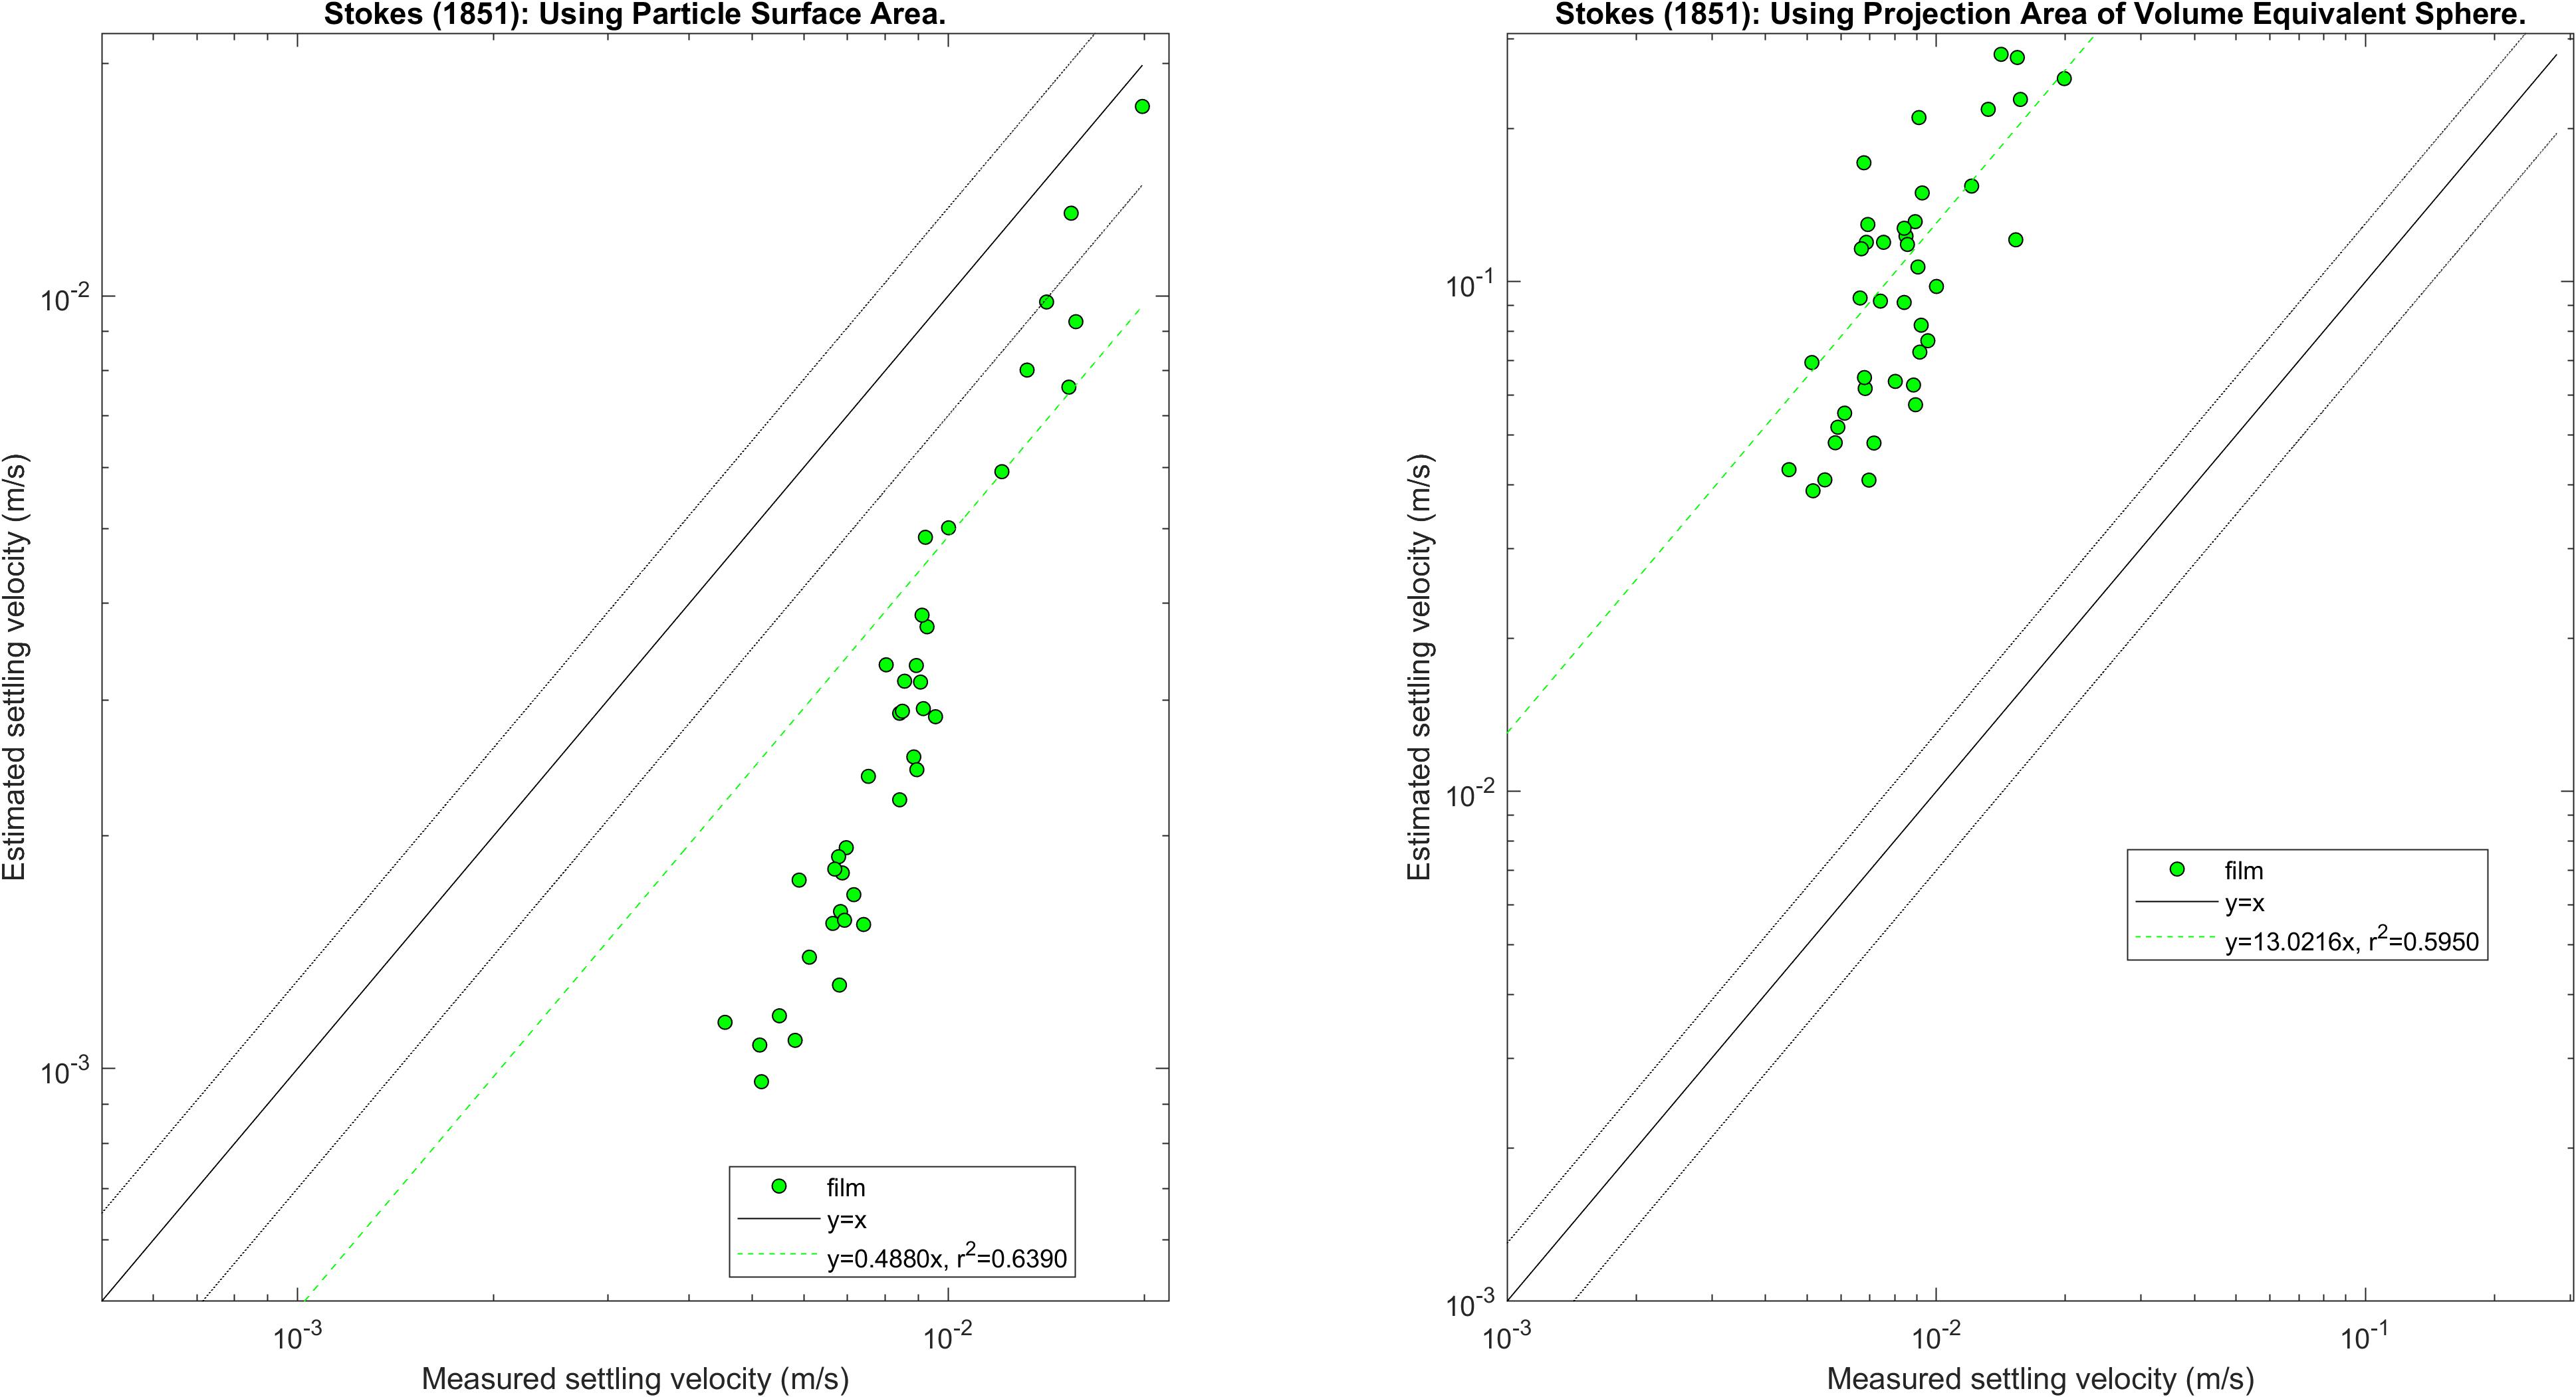 Stokes (1851): Using Particle Surface Area.
Estimated settling velocity (m/s)
10^-2
10^-3
film
y=x
y=0.4880x, r^2=0.6390
10^-3 10^-2
Measured settling velocity (m/s)
Stokes (1851): Using Projection Area of Volume Equivalent Sphere.
Estimated settling velocity (m/s)
10^-1
10^-2
10^-3
film
y=x
y=13.0216x, r^2=0.5950
10^-3 10^-2 10^-1
Measured settling velocity (m/s)